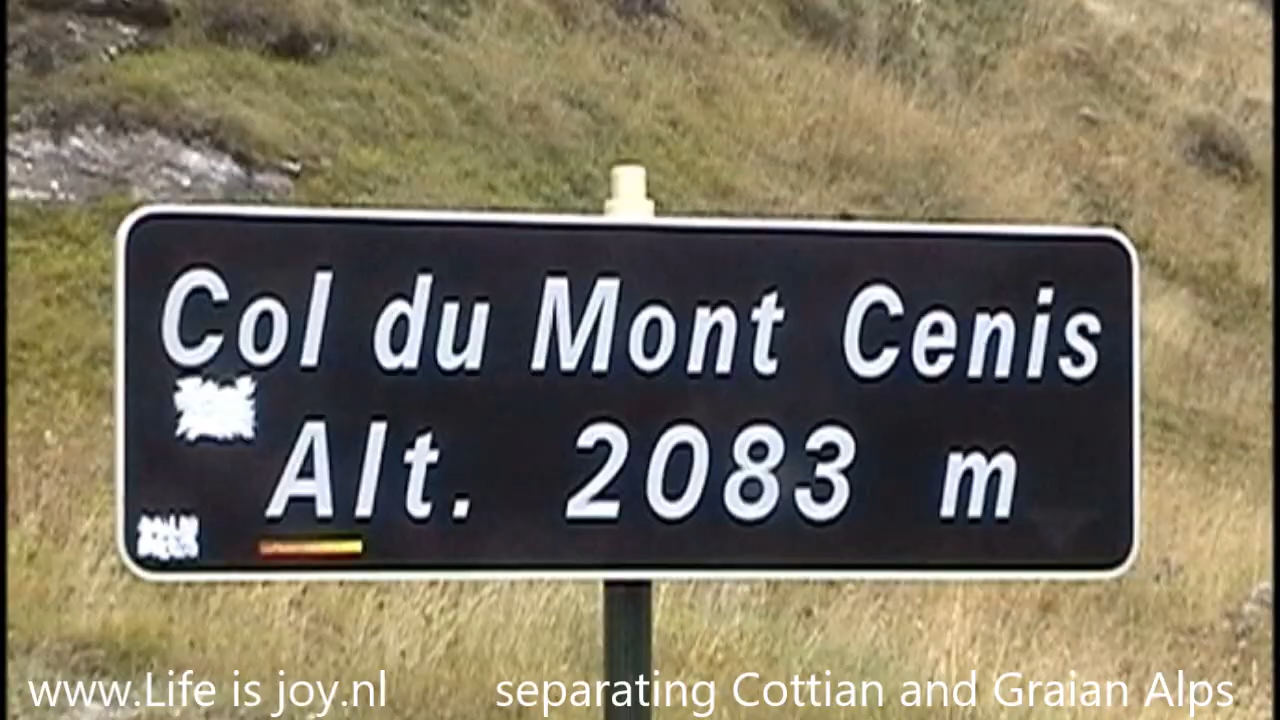 Col du Mont Cenis
Alt. 2083 m
www.Life is joy.nl separating Cottian and Graian Alps